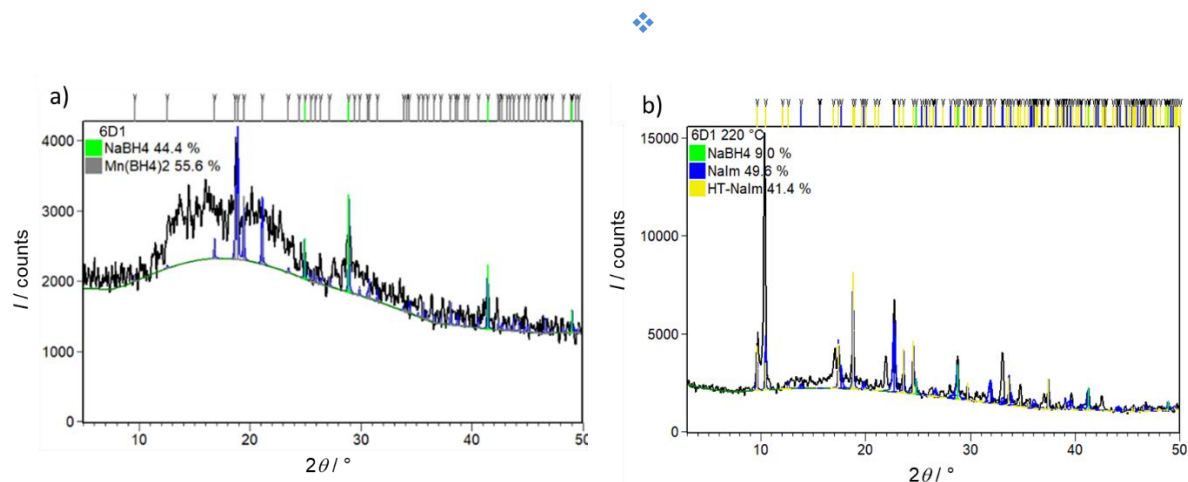 a)
6D1
NaBH4 44.4 %
Mn(BH4)2 55.6 %
4000
3000
2000
1000
0
10
20
30
40
50
2θ / °
I / counts
b)
6D1 220 °C
NaBH4 9.0 %
NaIm 49.6 %
HT-NaIm 41.4 %
15000
10000
5000
0
10
20
30
40
50
2θ / °
I / counts